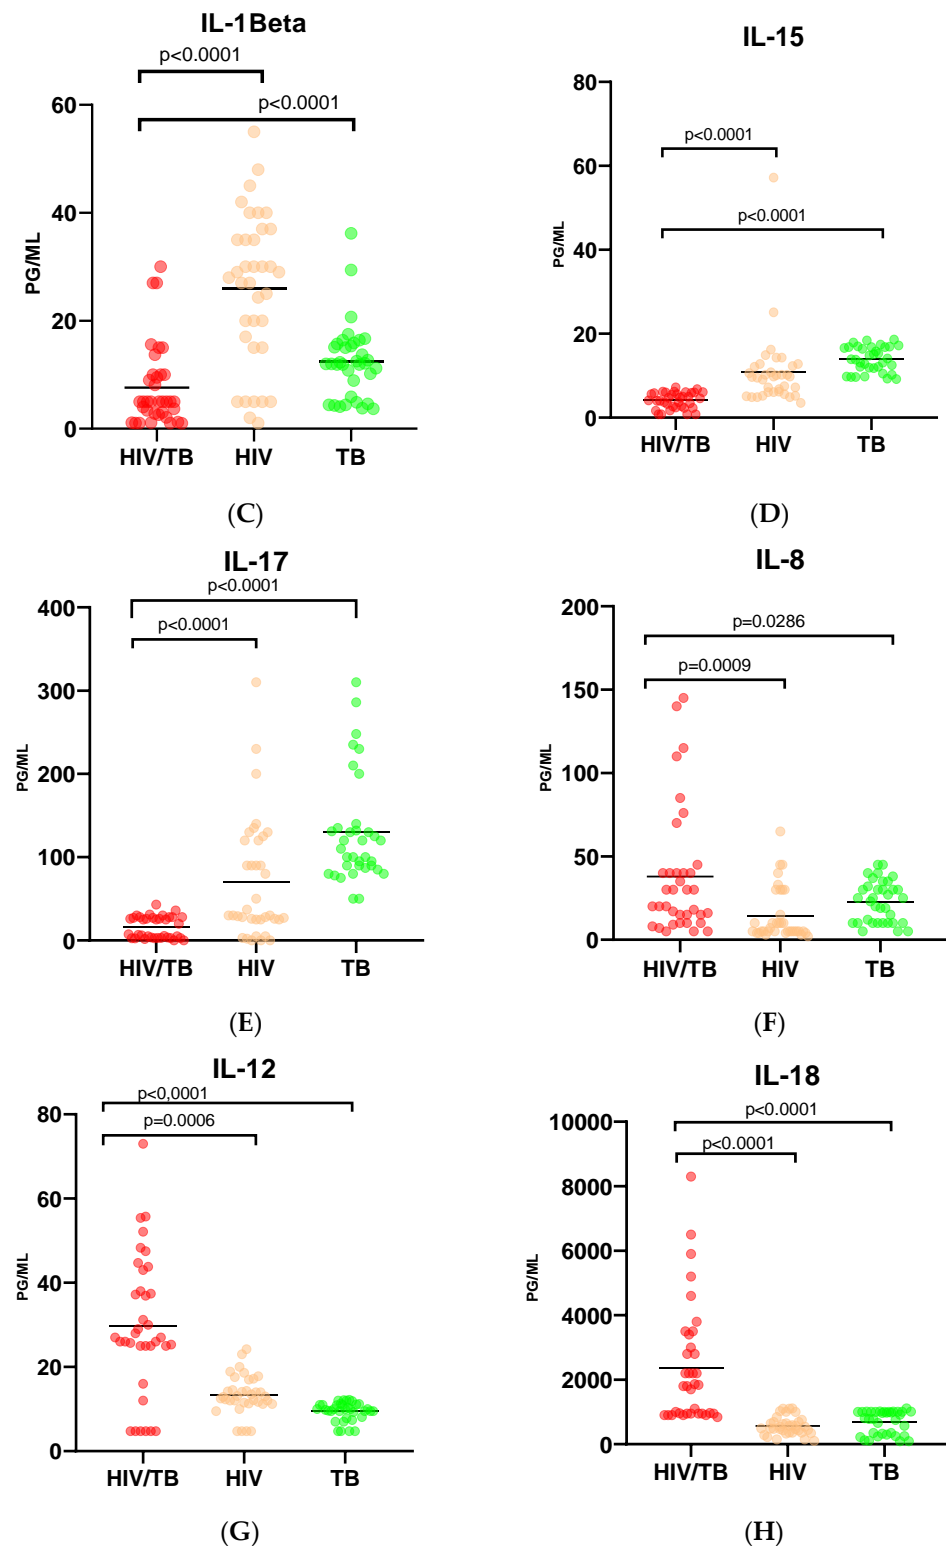 IL-1Beta
p<0.0001
p<0.0001
PG/ML
60
40
20
0
HIV/TB HIV TB
(C)
IL-15
p<0.0001
p<0.0001
PG/ML
80
60
40
20
0
HIV/TB HIV TB
(D)
IL-17
p<0.0001
p<0.0001
PG/ML
400
300
200
100
0
HIV/TB HIV TB
(E)
IL-8
p=0.0286
p=0.0009
PG/ML
200
150
100
50
0
HIV/TB HIV TB
(F)
IL-12
p<0,0001
p=0.0006
PG/ML
80
60
40
20
0
HIV/TB HIV TB
(G)
IL-18
p<0.0001
p<0.0001
PG/ML
10000
8000
6000
4000
2000
0
HIV/TB HIV TB
(H)